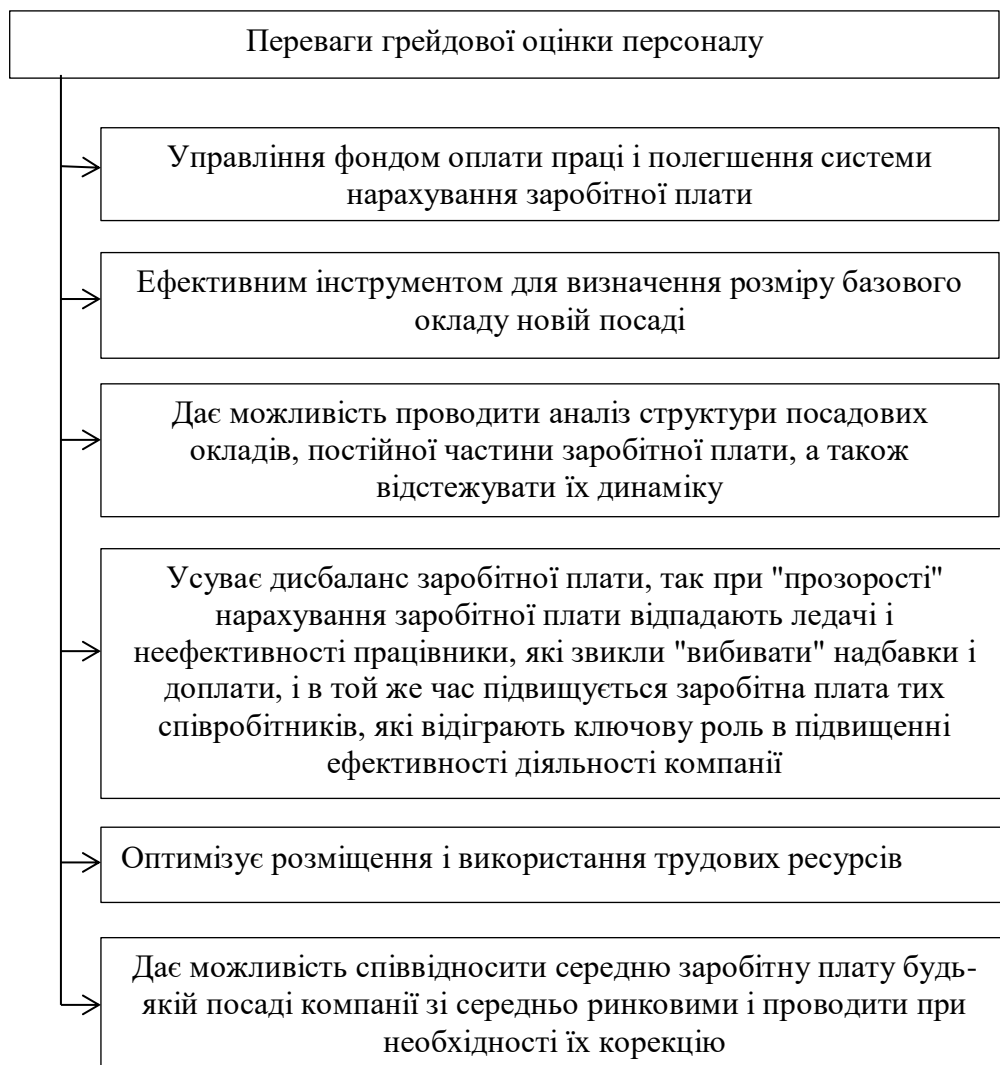 Переваги грейдової оцінки персоналу
Управління фондом оплати праці і полегшення системи
нарахування заробітної плати
Ефективним інструментом для визначення розміру базового
окладу новій посаді
Дає можливість проводити аналіз структури посадових
окладів, постійної частини заробітної плати, а також
відстежувати їх динаміку
Усуває дисбаланс заробітної плати, так при "прозорості"
нарахування заробітної плати відпадають ледачі і
неефективності працівники, які звикли "вибивати" надбавки і
доплати, і в той же час підвищується заробітна плата тих
співробітників, які відіграють ключову роль в підвищенні
ефективності діяльності компанії
Оптимізує розміщення і використання трудових ресурсів
Дає можливість співвідносити середню заробітну плату будь-
якій посаді компанії зі середньо ринковими і проводити при
необхідності їх корекцію